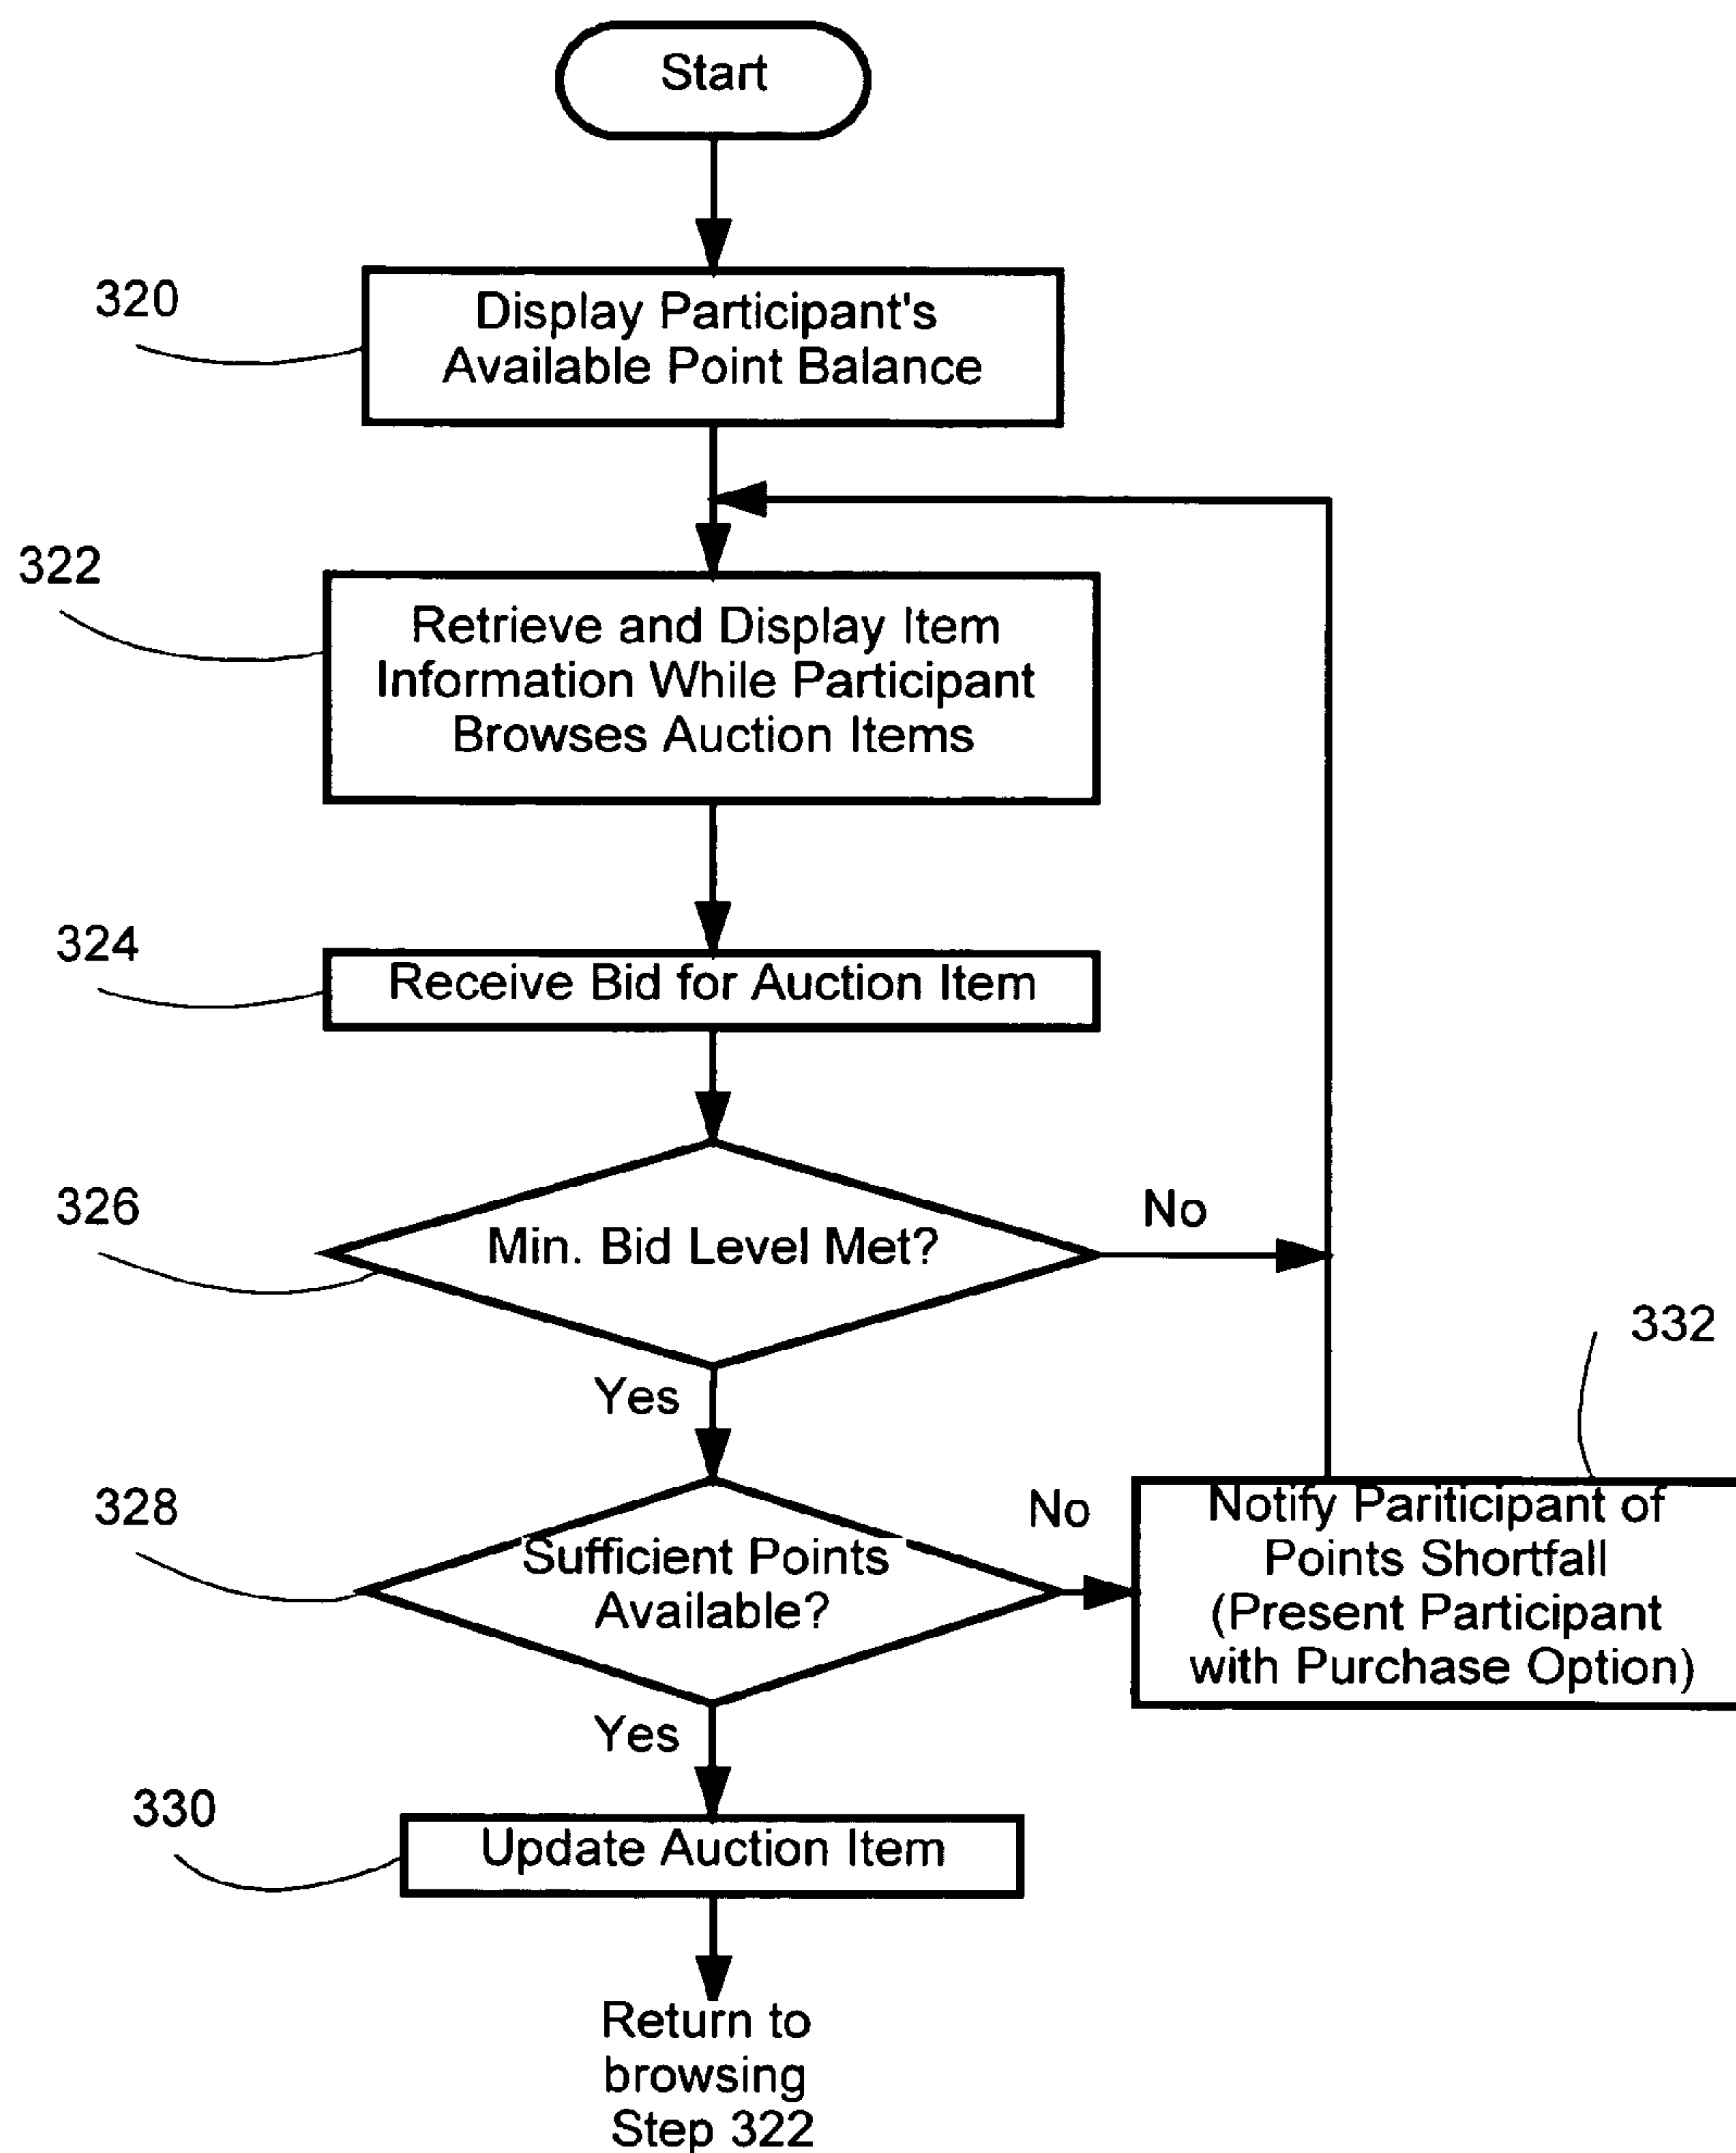 Start
320
Display Participant's
Available Point Balance
322
Retrieve and Display Item
Information While Participant
Browses Auction Items
324
Receive Bid for Auction Item
326
Min. Bid Level Met?
No
332
Yes
328
Sufficient Points
Available?
No
Notify Pariticipant of
Points Shortfall
(Present Participant
with Purchase Option)
Yes
330
Update Auction Item
Return to
browsing
Step 322